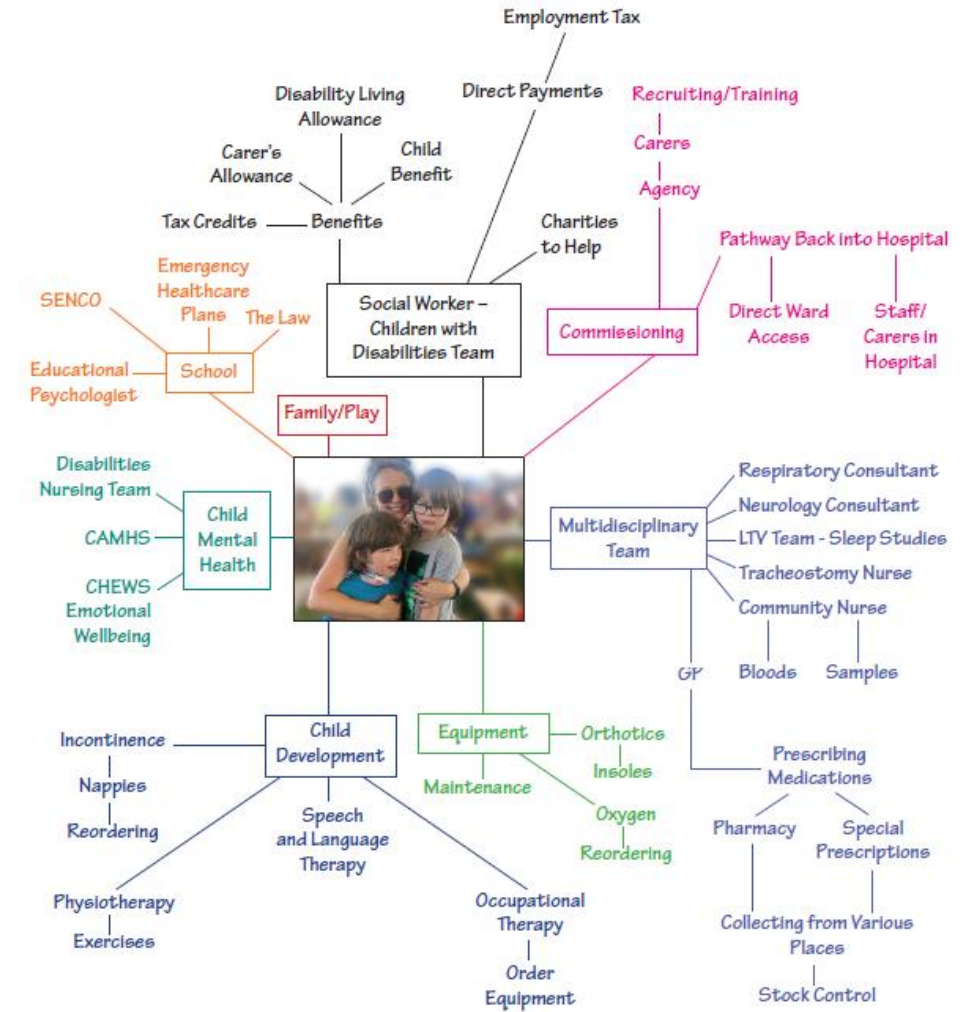 Employment Tax
Direct Payments
Disability Living
Allowance
Carer's
Allowance
Child
Benefit
Tax Credits
Benefits
Charities
to Help
Social Worker –
Children with
Disabilities Team
Recruiting/Training
Carers
Agency
Pathway Back into Hospital
Direct Ward
Access
Staff/
Carers in
Hospital
Commissioning
SENCO
Emergency
Healthcare
Plans
The Law
Educational
Psychologist
School
Family/Play
Disabilities
Nursing Team
CAMHS
CHEWS
Emotional
Wellbeing
Child
Mental
Health
Multidisciplinary
Team
Respiratory Consultant
Neurology Consultant
LTV Team - Sleep Studies
Tracheostomy Nurse
Community Nurse
Bloods
Samples
GP
Prescribing
Medications
Pharmacy
Special
Prescriptions
Collecting from Various
Places
Stock Control
Child
Development
Incontinence
Nappies
Reordering
Speech
and Language
Therapy
Physiotherapy
Exercises
Occupational
Therapy
Order
Equipment
Equipment
Orthotics
Insoles
Maintenance
Oxygen
Reordering